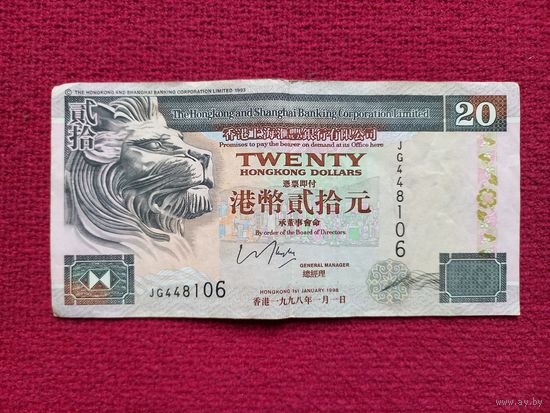 © THE HONGKONG AND SHANGHAI BANKING CORPORATION LIMITED 1993
貳拾
The Hongkong and Shanghai Banking Corporation Limited
20
香港上海滙豐銀行有限公司
Promises to pay the bearer on demand at its Office here
TWENTY
HONGKONG DOLLARS
憑票即付
港幣貳拾元
承董事會命
By order of the Board of Directors
JG448106
GENERAL MANAGER
總經理
JG448106
HONGKONG 1ST JANUARY 1998
香港一九九八年一月一日
20
www.ay.by